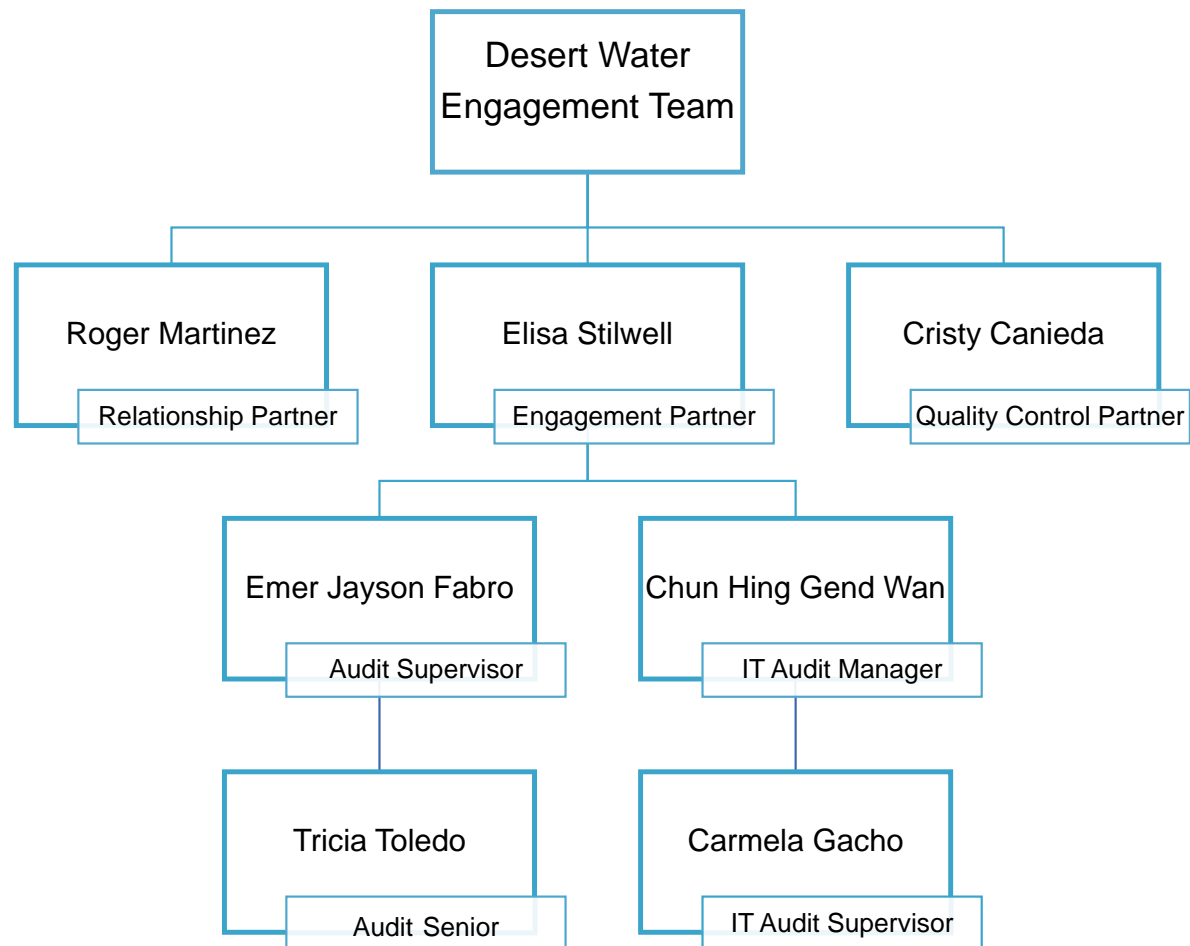 Desert Water
Engagement Team
Roger Martinez
Relationship Partner
Elisa Stilwell
Engagement Partner
Cristy Canieda
Quality Control Partner
Emer Jayson Fabro
Audit Supervisor
Chun Hing Gend Wan
IT Audit Manager
Tricia Toledo
Audit Senior
Carmela Gacho
IT Audit Supervisor